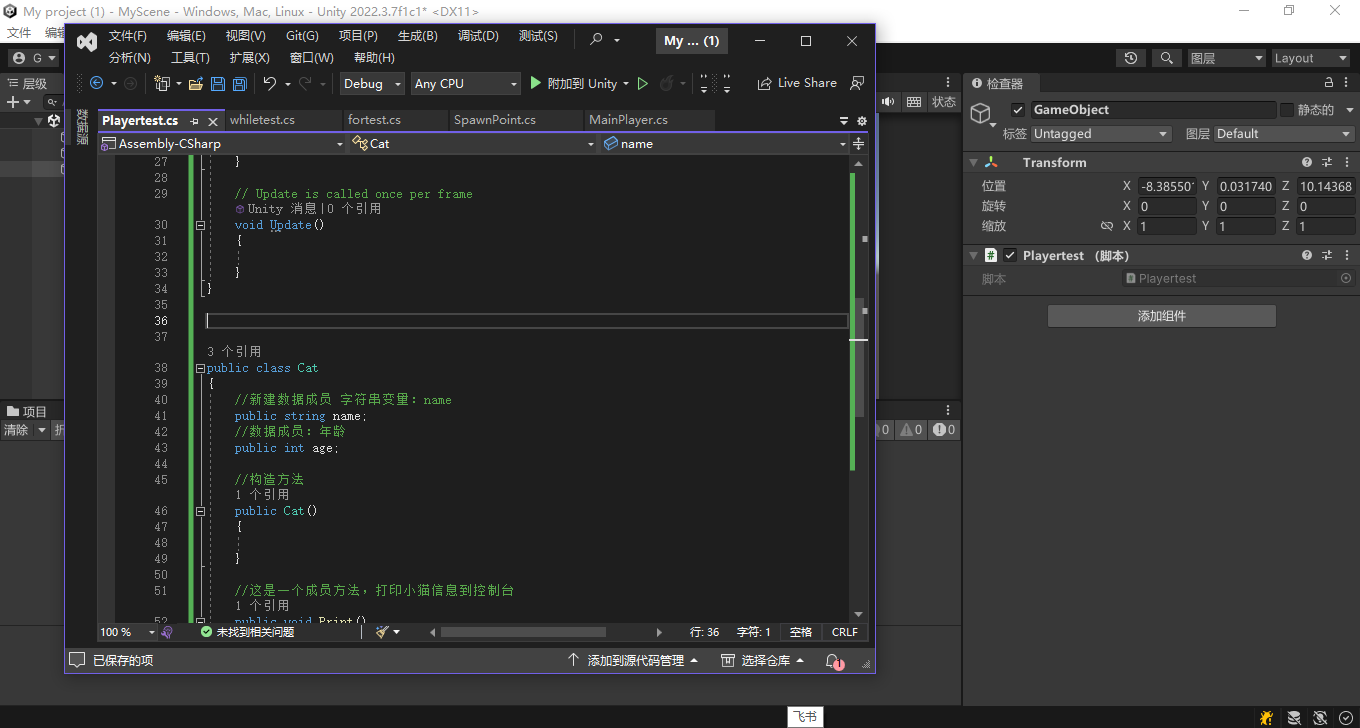 My project (1) - MyScene - Windows, Mac, Linux - Unity 2022.3.7f1c1* <DX11>
文件 编辑
文件(F) 编辑(E) 视图(V) Git(G) 项目(P) 生成(B) 调试(D) 测试(S) My ... (1)
分析(N) 工具(T) 扩展(X) 窗口(W) 帮助(H)
G
图层 Layout
Debug Any CPU 附加到 Unity Live Share
层级
状态
检查器
数据源
Playertest.cs whiletest.cs fortest.cs SpawnPoint.cs MainPlayer.cs
Assembly-CSharp Cat name
GameObject 静态的
标签 Untagged 图层 Default
Transform
位置 X -8.38550 Y 0.031740 Z 10.14368
旋转 X 0 Y 0 Z 0
缩放 X 1 Y 1 Z 1
# Playertest (脚本)
脚本 # Playertest
添加组件
27 }
28
29 // Update is called once per frame
Unity 消息|0 个引用
30 void Update()
31 {
32
33 }
34 }
35
36
37
3 个引用
38 public class Cat
39 {
40 //新建数据成员 字符串变量：name
41 public string name;
42 //数据成员：年龄
43 public int age;
44
45 //构造方法
1 个引用
46 public Cat()
47 {
48
49 }
50
51 //这是一个成员方法，打印小猫信息到控制台
1 个引用
52 public void Print()
项目
清除 折
0 0 0
100 % 未找到相关问题 行: 36 字符: 1 空格 CRLF
已保存的项 添加到源代码管理 选择仓库 1
飞书